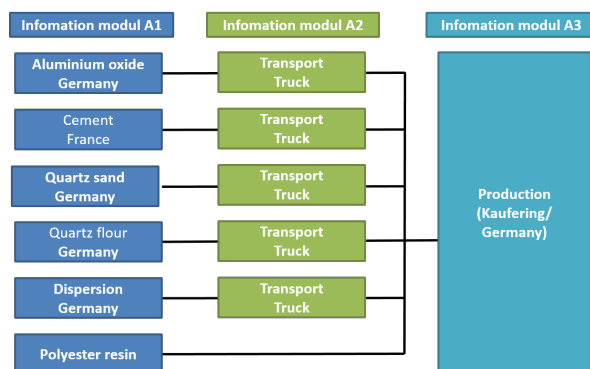 Infomation modul A1
Infomation modul A2
Infomation modul A3
Aluminium oxide
Germany
Transport
Truck
Cement
France
Transport
Truck
Quartz sand
Germany
Transport
Truck
Quartz flour
Germany
Transport
Truck
Dispersion
Germany
Transport
Truck
Polyester resin
Production
(Kaufering/
Germany)